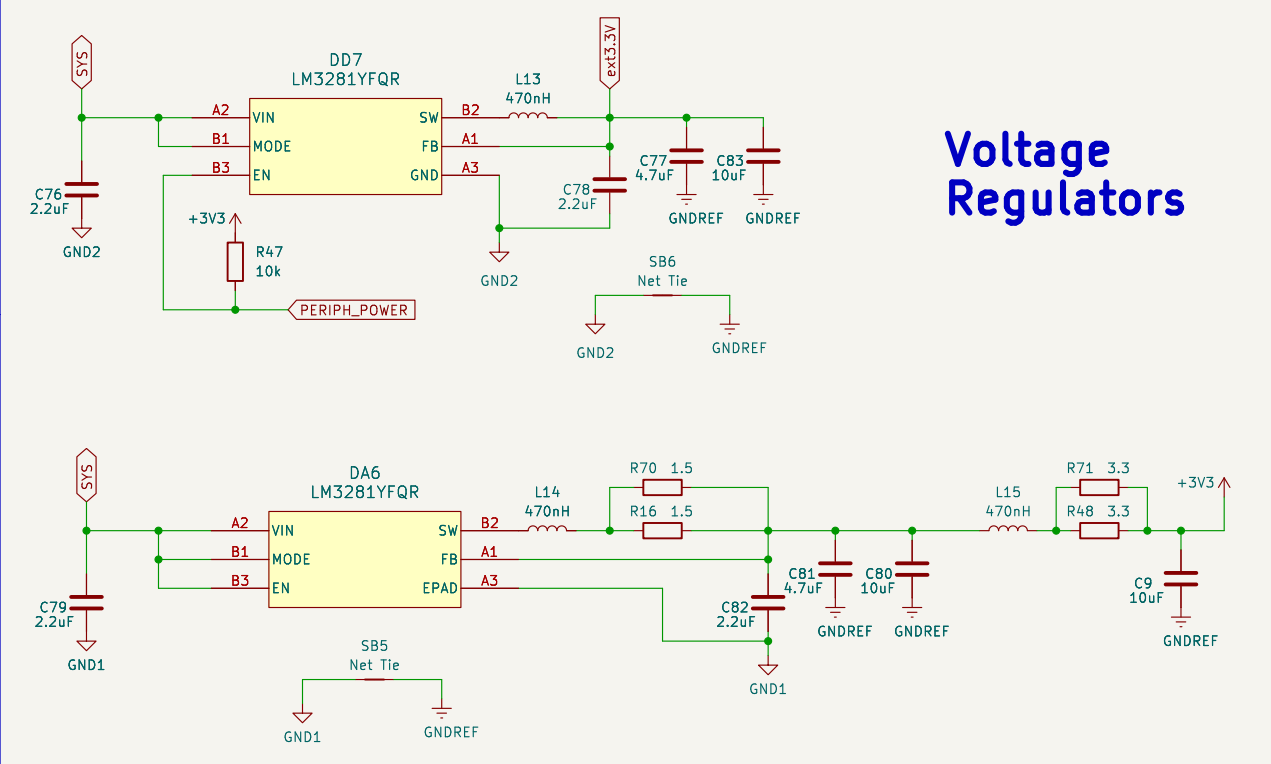 SYS
DD7
LM3281YFQR
A2 VIN
B1 MODE
B3 EN
SW B2
FB A1
GND A3
L13
470nH
ext3.3V
C76
2.2uF
GND2
+3V3
R47
10k
PERIPH_POWER
C78
2.2uF
GND2
C77
4.7uF
GNDREF
C83
10uF
GNDREF
SB6
Net Tie
GND2
GNDREF
Voltage
Regulators
SYS
DA6
LM3281YFQR
A2 VIN
B1 MODE
B3 EN
SW B2
FB A1
EPAD A3
C79
2.2uF
GND1
L14
470nH
R70 1.5
R16 1.5
C82
2.2uF
GND1
C81
4.7uF
GNDREF
C80
10uF
GNDREF
L15
470nH
R71 3.3
R48 3.3
+3V3
C9
10uF
GNDREF
SB5
Net Tie
GND1
GNDREF